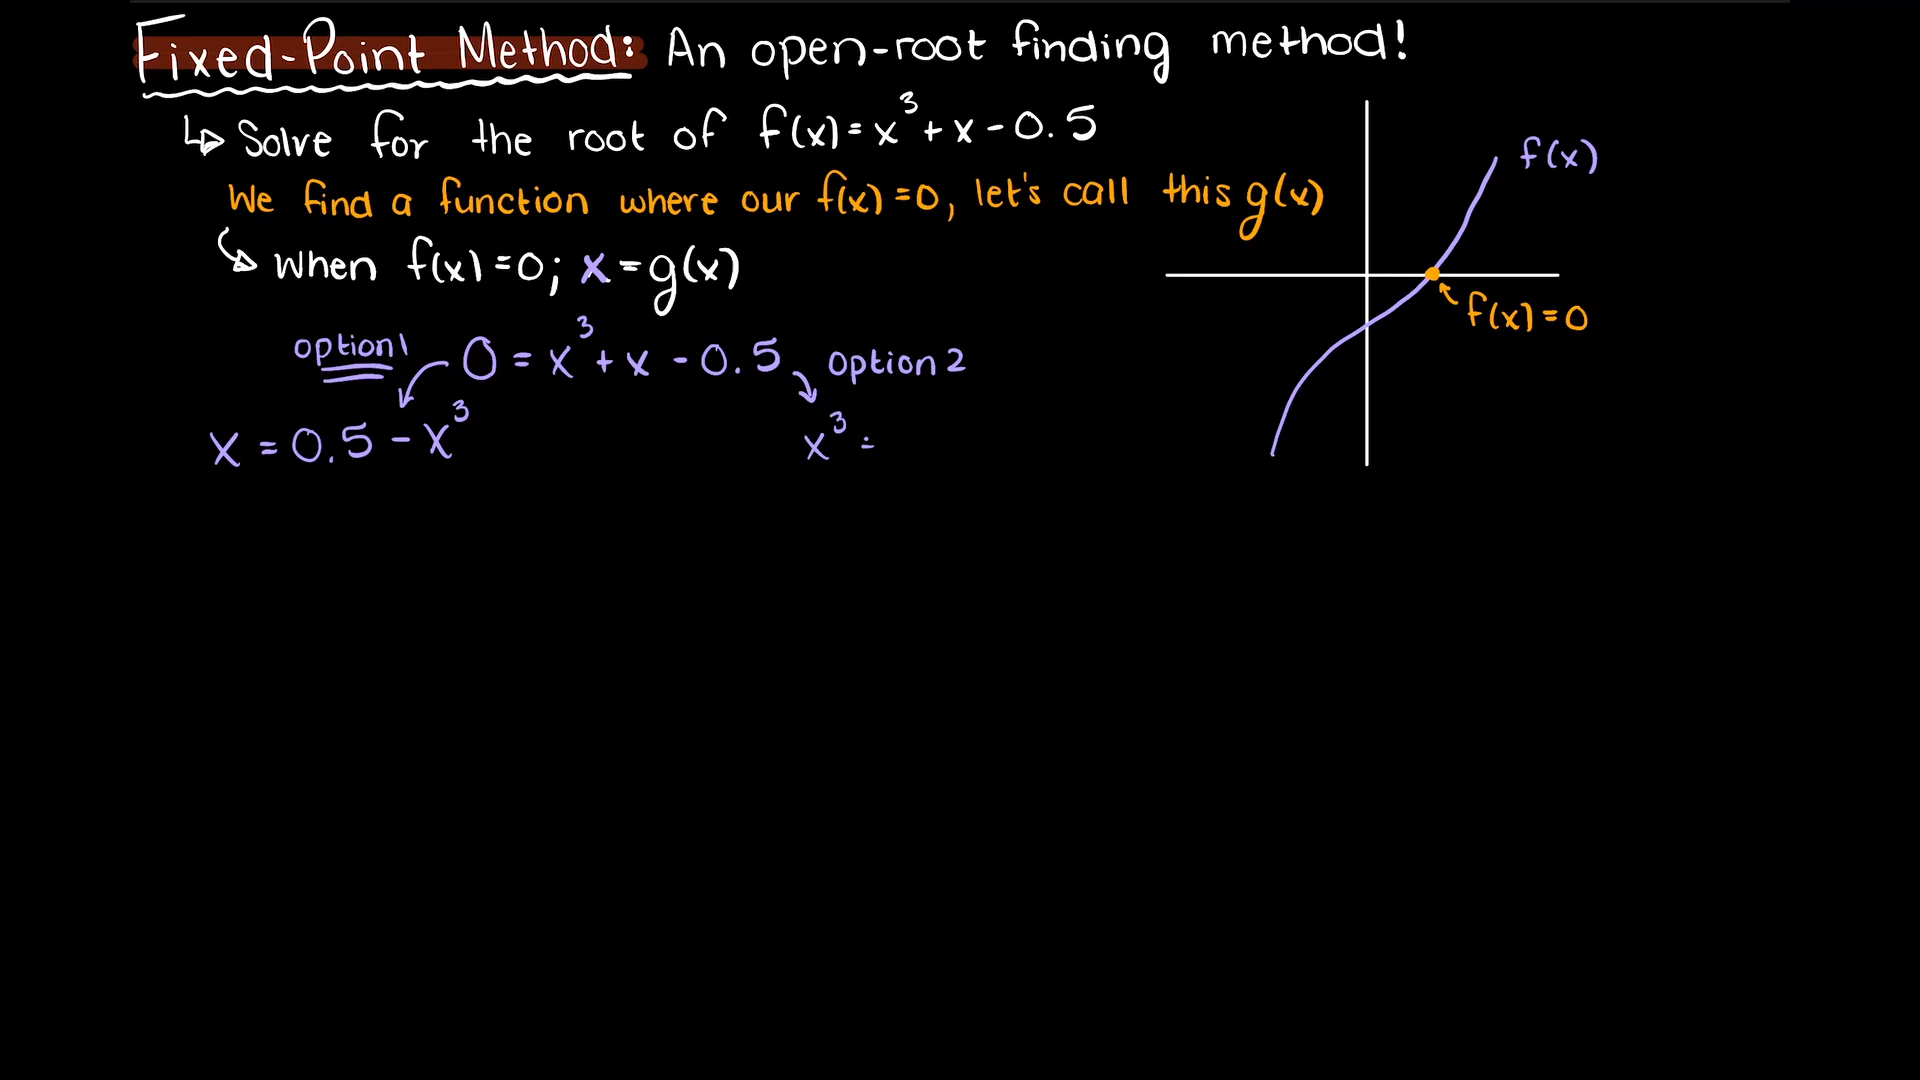 Fixed-Point Method: An open-root finding method!
↳ Solve for the root of f(x) = x³ + x - 0.5
We find a function where our f(x) = 0, let's call this g(x)
↳ when f(x) = 0; x = g(x)
option 1
0 = x³ + x - 0.5
option 2
x = 0.5 - x³
x³ =
f(x)
f(x) = 0